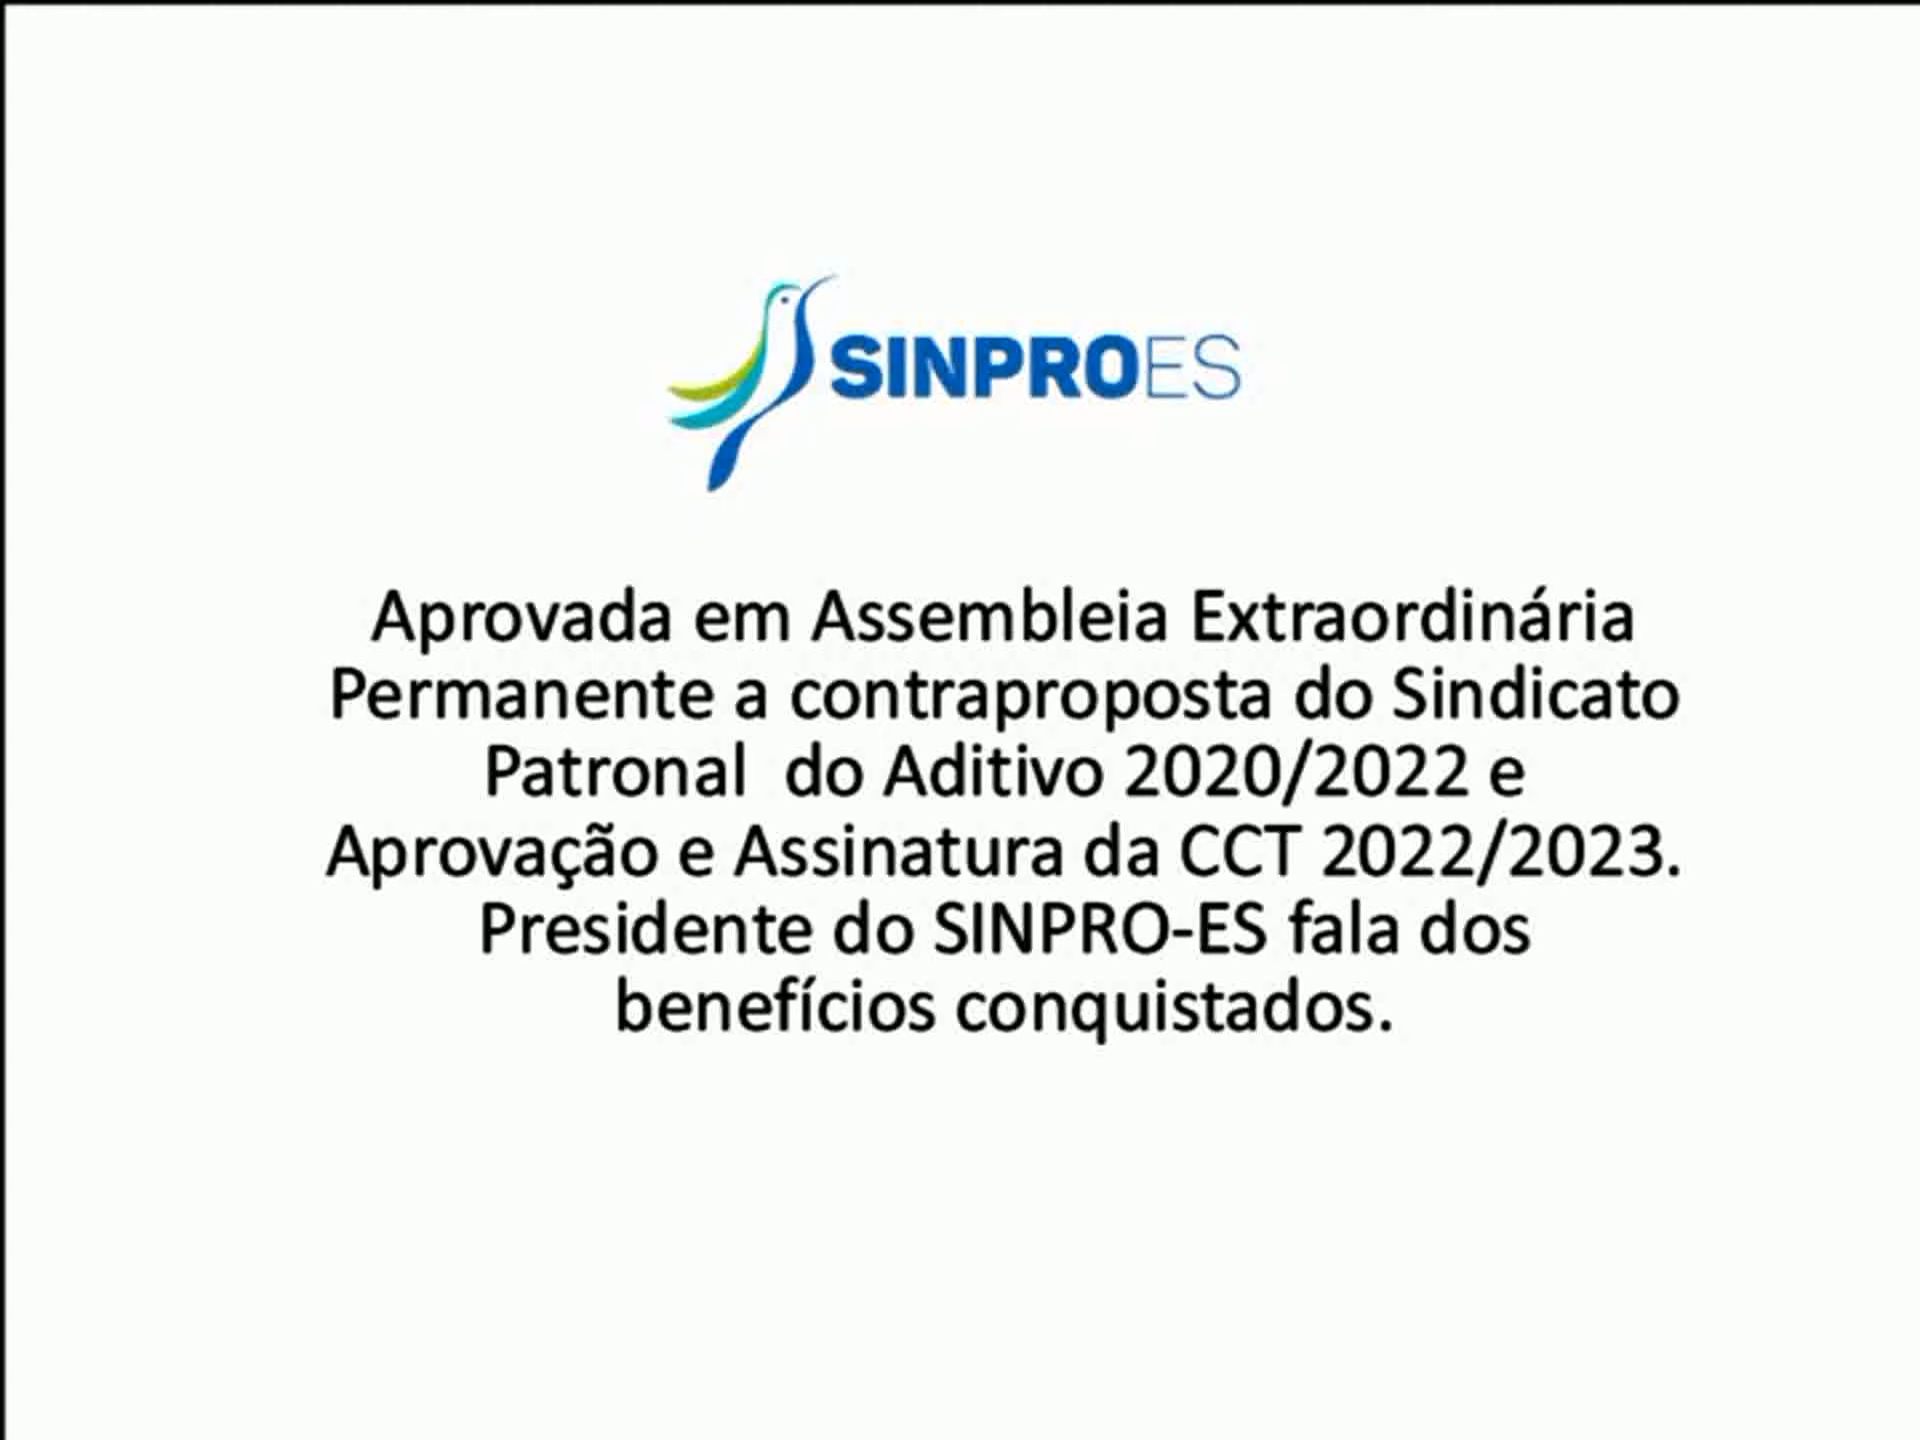 SINPROES
Aprovada em Assembleia Extraordinária
Permanente a contraproposta do Sindicato
Patronal do Aditivo 2020/2022 e
Aprovação e Assinatura da CCT 2022/2023.
Presidente do SINPRO-ES fala dos
benefícios conquistados.